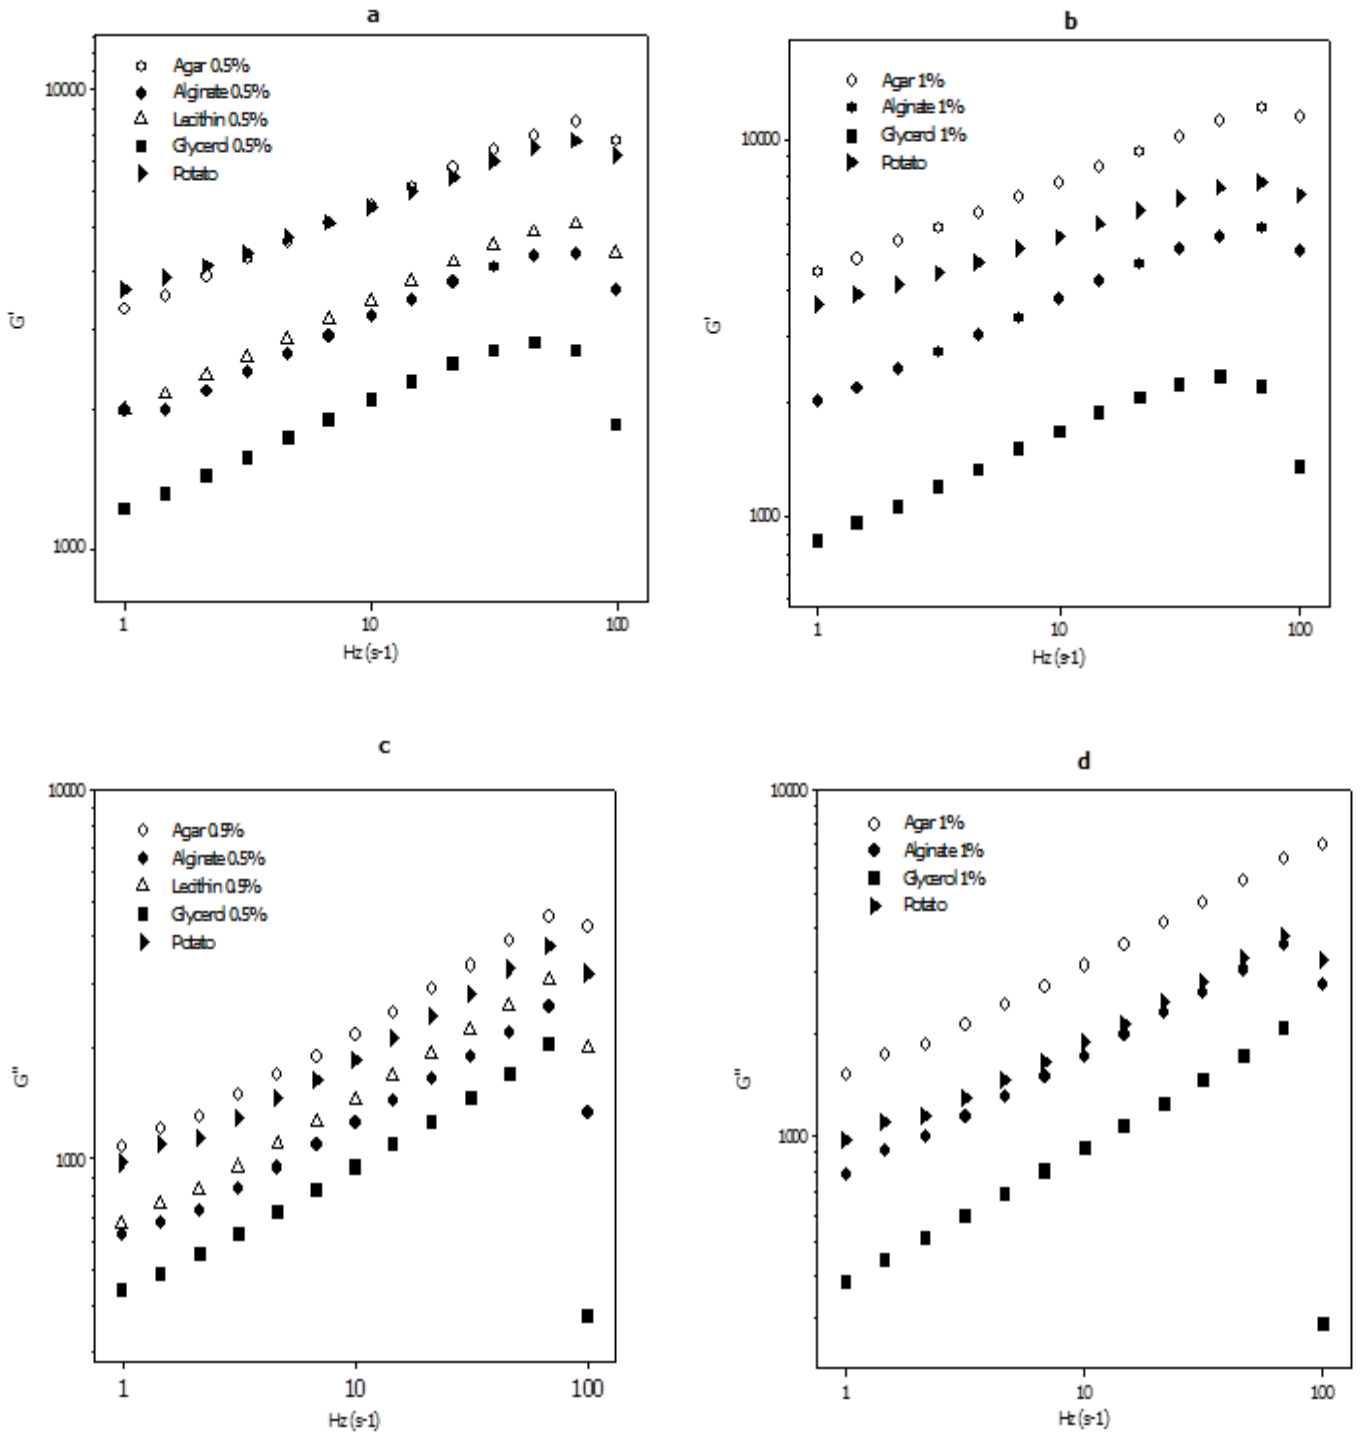 a
10000
1000
G'
Agar 0.5%
Alginate 0.5%
Lecithin 0.5%
Glycerol 0.5%
Potato
1
10
100
Hz (s-1)
b
10000
1000
G'
Agar 1%
Alginate 1%
Glycerol 1%
Potato
1
10
100
Hz (s-1)
c
10000
1000
G"
Agar 0.5%
Alginate 0.5%
Lecithin 0.5%
Glycerol 0.5%
Potato
1
10
100
Hz (s-1)
d
10000
1000
G"
Agar 1%
Alginate 1%
Glycerol 1%
Potato
1
10
100
Hz (s-1)